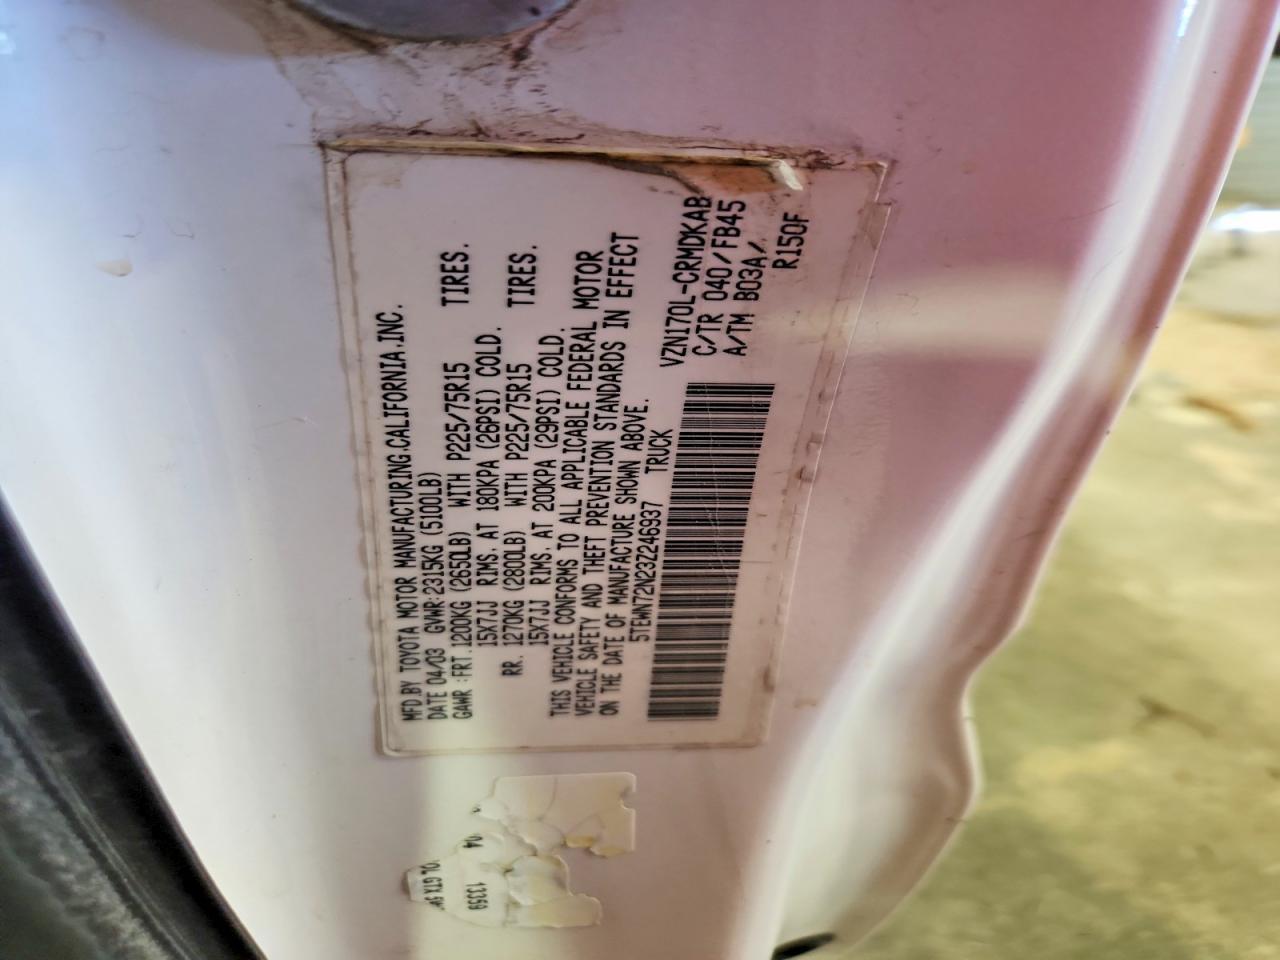 MFD.BY TOYOTA MOTOR MANUFACTURING.CALIFORNIA.INC.
DATE 04/03 GVWR:2315KG (5100LB)
GAWR :FRT.1200KG (2650LB) WITH P225/75R15 TIRES.
15X7JJ RIMS. AT 180KPA (26PSI) COLD.
RR. 1270KG (2800LB) WITH P225/75R15 TIRES.
15X7JJ RIMS. AT 200KPA (29PSI) COLD.
THIS VEHICLE CONFORMS TO ALL APPLICABLE FEDERAL MOTOR
VEHICLE SAFETY AND THEFT PREVENTION STANDARDS IN EFFECT
ON THE DATE OF MANUFACTURE SHOWN ABOVE.
5TEWN72N23Z246937 TRUCK
VZN170L-CRMDKAB
C/TR 040/FB45
A/TM B03A/
R150F
13359
04